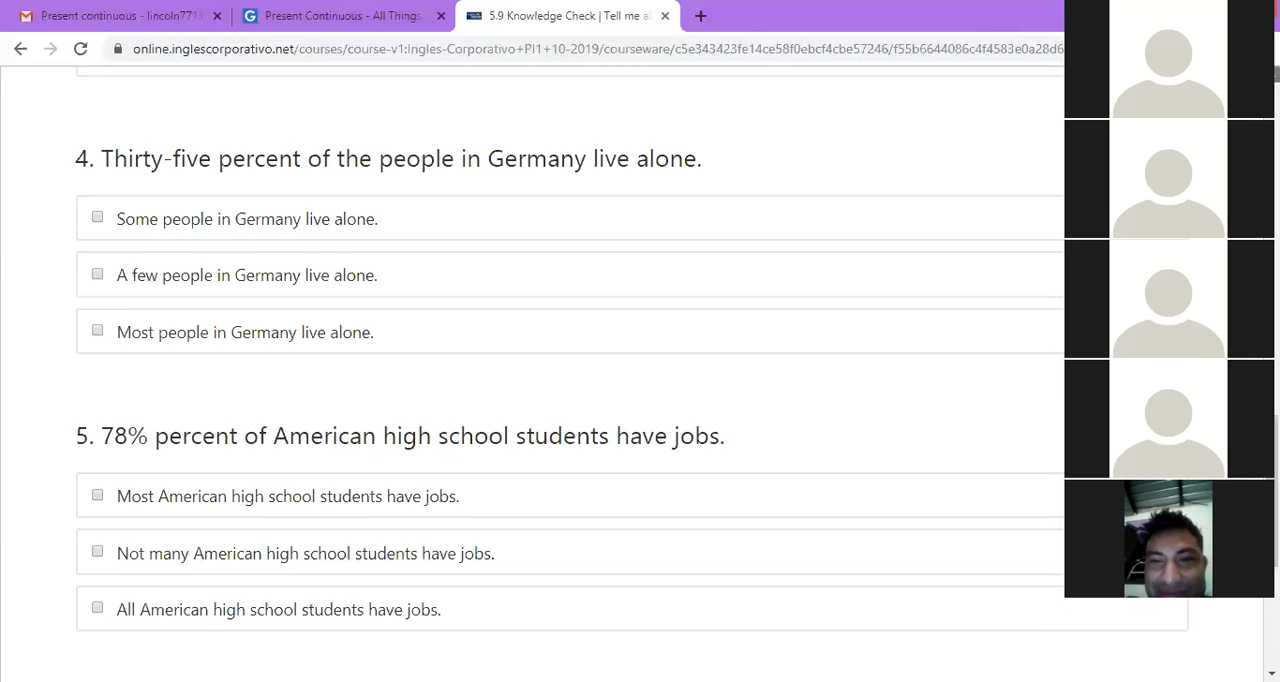 Present continuous - lincoln771
Present Continuous - All Things
5.9 Knowledge Check | Tell me a
online.inglescorporativo.net/courses/course-v1:Ingles-Corporativo+PI1+10-2019/courseware/c5e343423fe14ce58f0ebcf4cbe57246/f55b6644086c4f4583e0a28d6
4. Thirty-five percent of the people in Germany live alone.
Some people in Germany live alone.
A few people in Germany live alone.
Most people in Germany live alone.
5. 78% percent of American high school students have jobs.
Most American high school students have jobs.
Not many American high school students have jobs.
All American high school students have jobs.